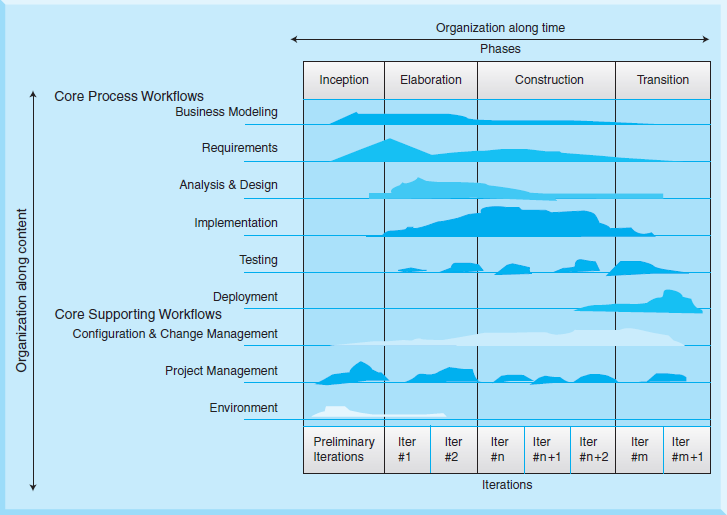 Organization along time
Phases
Inception
Elaboration
Construction
Transition
Organization along content
Core Process Workflows
Business Modeling
Requirements
Analysis & Design
Implementation
Testing
Deployment
Core Supporting Workflows
Configuration & Change Management
Project Management
Environment
Preliminary
Iterations
Iter
#1
Iter
#2
Iter
#n
Iter
#n+1
Iter
#n+2
Iter
#m
Iter
#m+1
Iterations